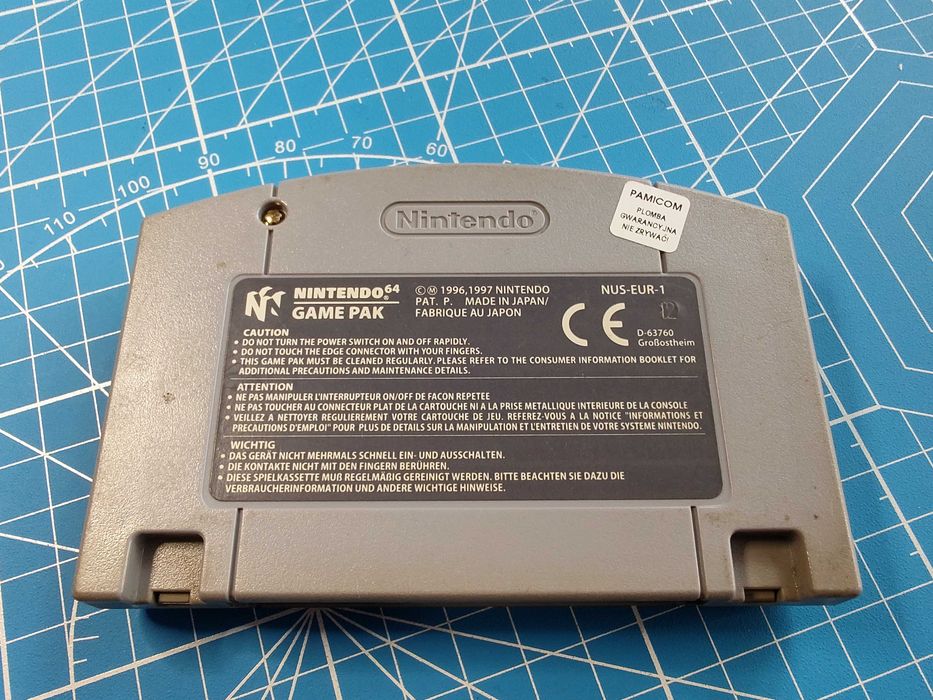 110
100
90
80
70
60
Nintendo®
PAMICOM
PLOMBA
GWARANCYJNA
NIE ZRYWAĆ!
NINTENDO®64
GAME PAK
©Ⓜ 1996,1997 NINTENDO
PAT. P. MADE IN JAPAN/
FABRIQUE AU JAPON
NUS-EUR-1
CE
12
D-63760
Großostheim
CAUTION
• DO NOT TURN THE POWER SWITCH ON AND OFF RAPIDLY.
• DO NOT TOUCH THE EDGE CONNECTOR WITH YOUR FINGERS.
• THIS GAME PAK MUST BE CLEANED REGULARLY. PLEASE REFER TO THE CONSUMER INFORMATION BOOKLET FOR
ADDITIONAL PRECAUTIONS AND MAINTENANCE DETAILS.
ATTENTION
• NE PAS MANIPULER L'INTERRUPTEUR ON/OFF DE FACON REPETEE
• NE PAS TOUCHER AU CONNECTEUR PLAT DE LA CARTOUCHE NI A LA PRISE METALLIQUE INTERIEURE DE LA CONSOLE
• VEILLEZ A NETTOYER REGULIEREMENT VOTRE CARTOUCHE DE JEU. REFEREZ-VOUS A LA NOTICE "INFORMATIONS ET
PRECAUTIONS D'EMPLOI" POUR PLUS DE DETAILS SUR LA MANIPULATION ET L'ENTRETIEN DE VOTRE SYSTEME NINTENDO.
WICHTIG
• DAS GERÄT NICHT MEHRMALS SCHNELL EIN- UND AUSSCHALTEN.
• DIE KONTAKTE NICHT MIT DEN FINGERN BERÜHREN.
• DIESE SPIELKASSETTE MUß REGELMÄßIG GEREINIGT WERDEN. BITTE BEACHTEN SIE DAZU DIE
VERBRAUCHERINFORMATION UND ANDERE WICHTIGE HINWEISE.